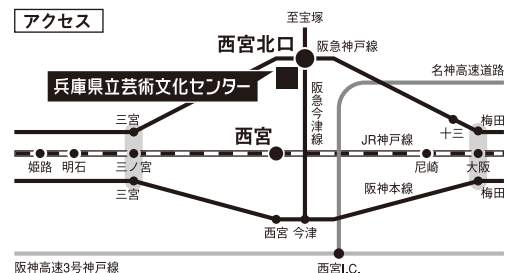 アクセス
至宝塚
西宮北口
阪急神戸線
名神高速道路
兵庫県立芸術文化センター
阪急今津線
三宮
梅田
十三
西宮
JR神戸線
姫路
明石
三ノ宮
尼崎
大阪
三宮
阪神本線
梅田
西宮
今津
阪神高速3号神戸線
西宮I.C.